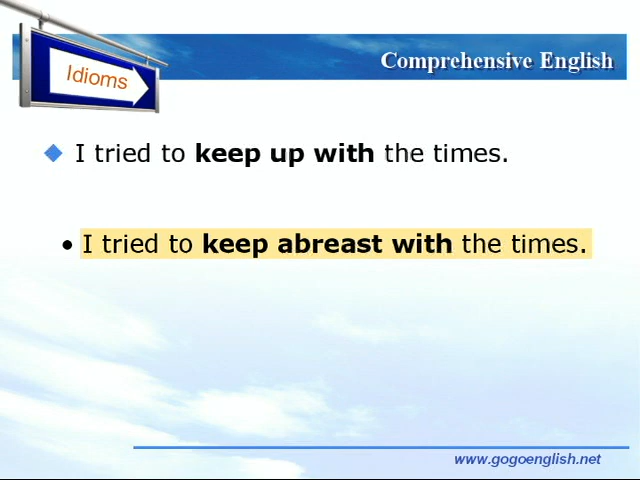 Comprehensive English
Idioms
I tried to keep up with the times.
I tried to keep abreast with the times.
www.gogoenglish.net